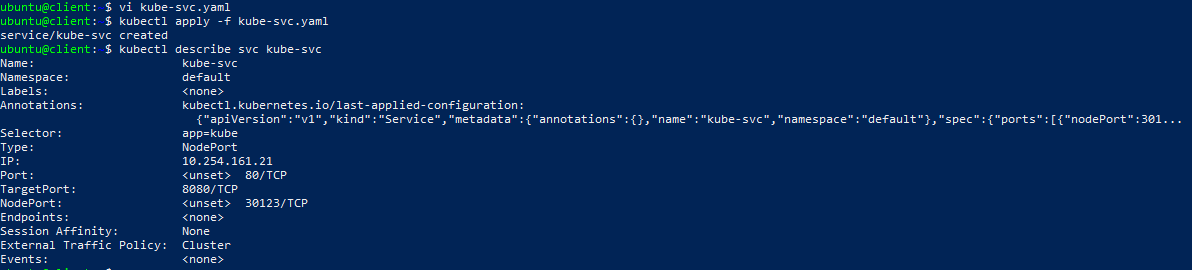 ubuntu@client: $ vi kube-svc.yaml
ubuntu@client: $ kubectl apply -f kube-svc.yaml
service/kube-svc created
ubuntu@client: $ kubectl describe svc kube-svc
Name: kube-svc
Namespace: default
Labels: <none>
Annotations: kubectl.kubernetes.io/last-applied-configuration:
{"apiVersion":"v1","kind":"Service","metadata":{"annotations":{},"name":"kube-svc","namespace":"default"},"spec":{"ports":[{"nodePort":301...
Selector: app=kube
Type: NodePort
IP: 10.254.161.21
Port: <unset> 80/TCP
TargetPort: 8080/TCP
NodePort: <unset> 30123/TCP
Endpoints: <none>
Session Affinity: None
External Traffic Policy: Cluster
Events: <none>